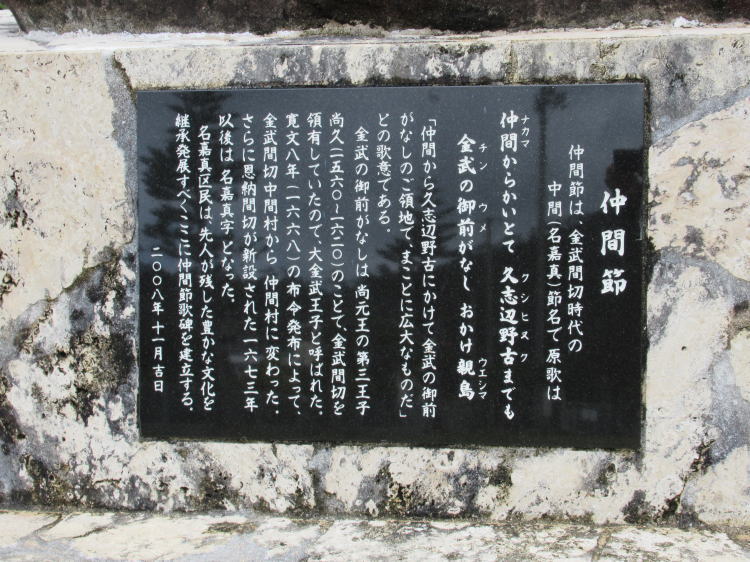 仲間節
仲間節は、金武間切時代の
中間（名嘉真）節名で原歌は
仲間からかいとて 久志辺野古までも
ナカマ
クシヒヌク
金武の御前がなし おかけ親島
チン ウメ
ウエシマ
「仲間から久志辺野古にかけて金武の御前
がなしのご領地で、まことに広大なものだ」
との歌意である。
金武の御前がなしは 尚元王の第三王子
尚久（一五六〇〜一六二〇）のことで、金武間切を
領有していたので、大金武王子と呼ばれた。
寛文八年（一六六八）の布令発布によって、
金武間切中間村から 仲間村に変わった。
さらに恩納間切が新設された一六七三年
以後は 名嘉真字 となった。
名嘉真区民は、先人が残した豊かな文化を
継承発展すべくここに仲間節歌碑を建立する。
二〇〇八年 十一月 吉日